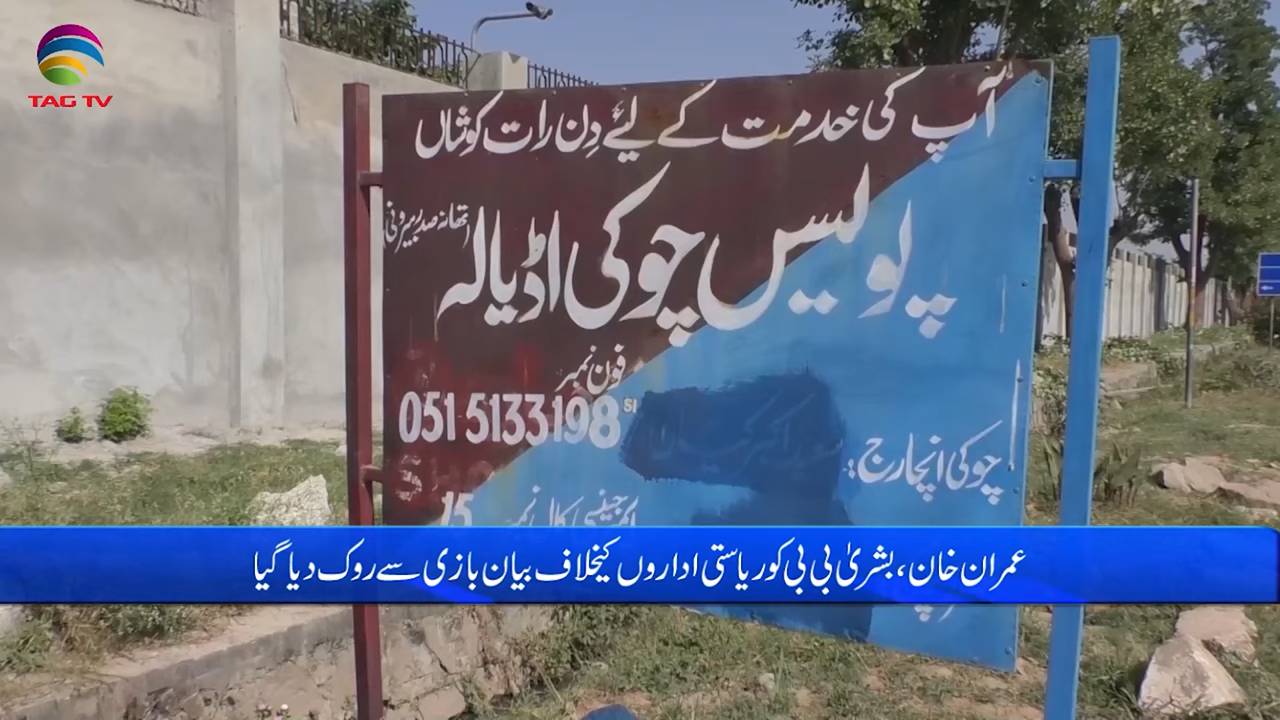 TAG TV
آپ کی خدمت کے لیٔے دِن رات کوشاں
پولیس چوکی اڈیالہ (تھانہ صدر بیرونی)
فون نمبر
051 5133198
چوکی انچارج:
SI
ایمرجنسی کال نمبر 15
عمران خان، بشریٰ بی بی کو ریاستی اداروں کیخلاف بیان بازی سے روک دیا گیا